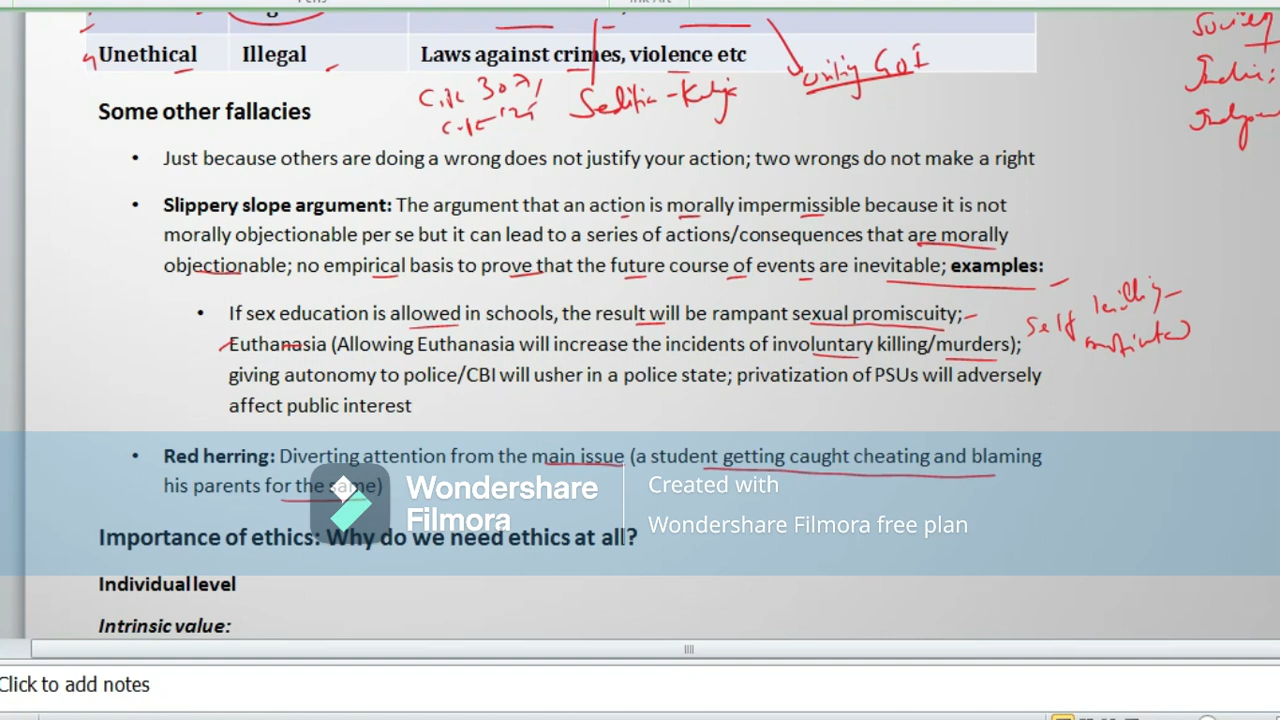 Unethical Illegal Laws against crimes, violence etc
Some other fallacies
• Just because others are doing a wrong does not justify your action; two wrongs do not make a right
• Slippery slope argument: The argument that an action is morally impermissible because it is not
morally objectionable per se but it can lead to a series of actions/consequences that are morally
objectionable; no empirical basis to prove that the future course of events are inevitable; examples:
• If sex education is allowed in schools, the result will be rampant sexual promiscuity;
Self
Euthanasia (Allowing Euthanasia will increase the incidents of involuntary killing/murders);
giving autonomy to police/CBI will usher in a police state; privatization of PSUs will adversely
affect public interest
• Red herring: Diverting attention from the main issue (a student getting caught cheating and blaming
his parents for the same)
Wondershare
Filmora
Created with
Wondershare Filmora free plan
Importance of ethics: Why do we need ethics at all?
Individual level
Intrinsic value:
Click to add notes